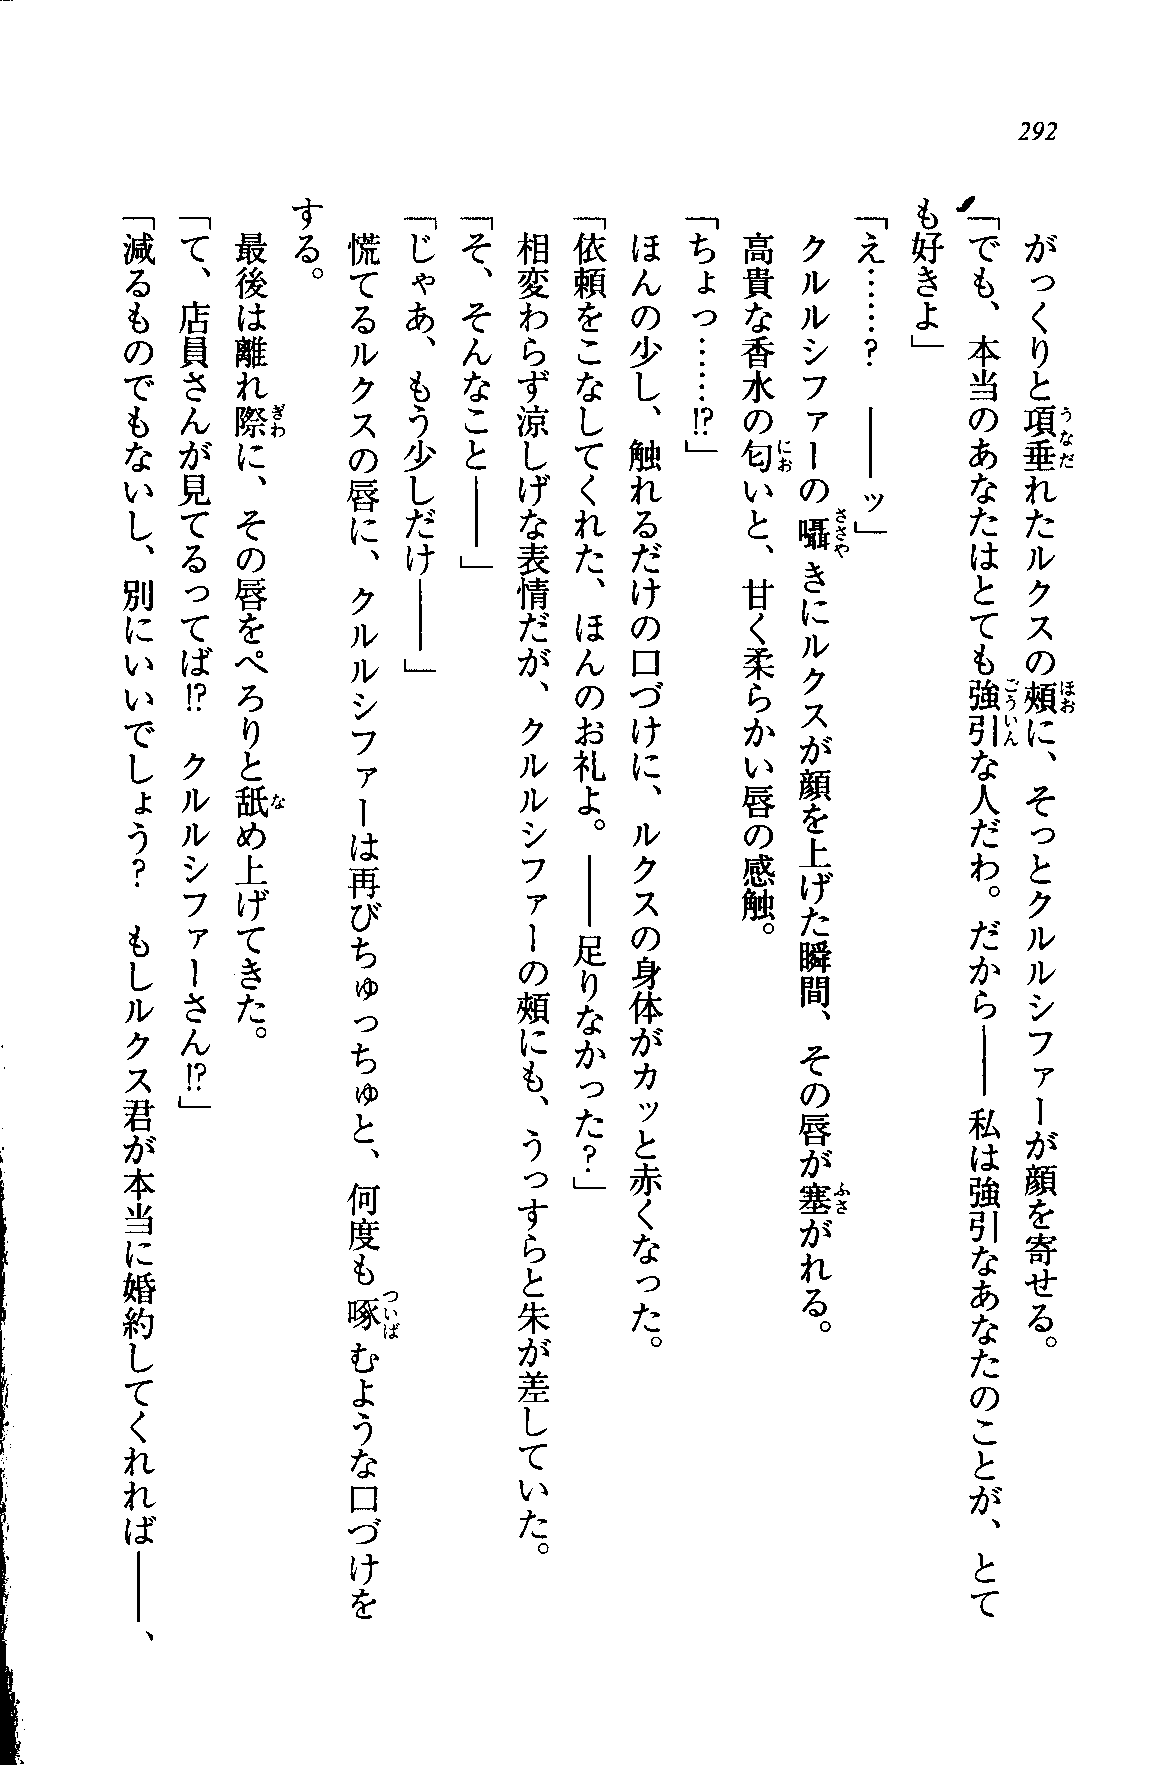 292
がっくりと項垂れたルクスの頬に、そっとクルルシファーが顔を寄せる。
「でも、本当のあなたはとても強引な人だわ。だから――私は強引なあなたのことが、とて
も好きよ」
「え……？　――ッ」
クルルシファーの囁きにルクスが顔を上げた瞬間、その唇が塞がれる。
高貴な香水の匂いと、甘く柔らかい唇の感触。
「ちょっ……!?」
ほんの少し、触れるだけの口づけに、ルクスの身体がカッと赤くなった。
「依頼をこなしてくれた、ほんのお礼よ。――足りなかった？」
相変わらず涼しげな表情だが、クルルシファーの頬にも、うっすらと朱が差していた。
「そ、そんなこと――」
「じゃあ、もう少しだけ――」
慌てるルクスの唇に、クルルシファーは再びちゅっちゅと、何度も啄むような口づけを
する。
最後は離れ際に、その唇をぺろりと舐め上げてきた。
「て、店員さんが見てるってば!?　クルルシファーさん!?」
「減るものでもないし、別にいいでしょう？　もしルクス君が本当に婚約してくれれば――、